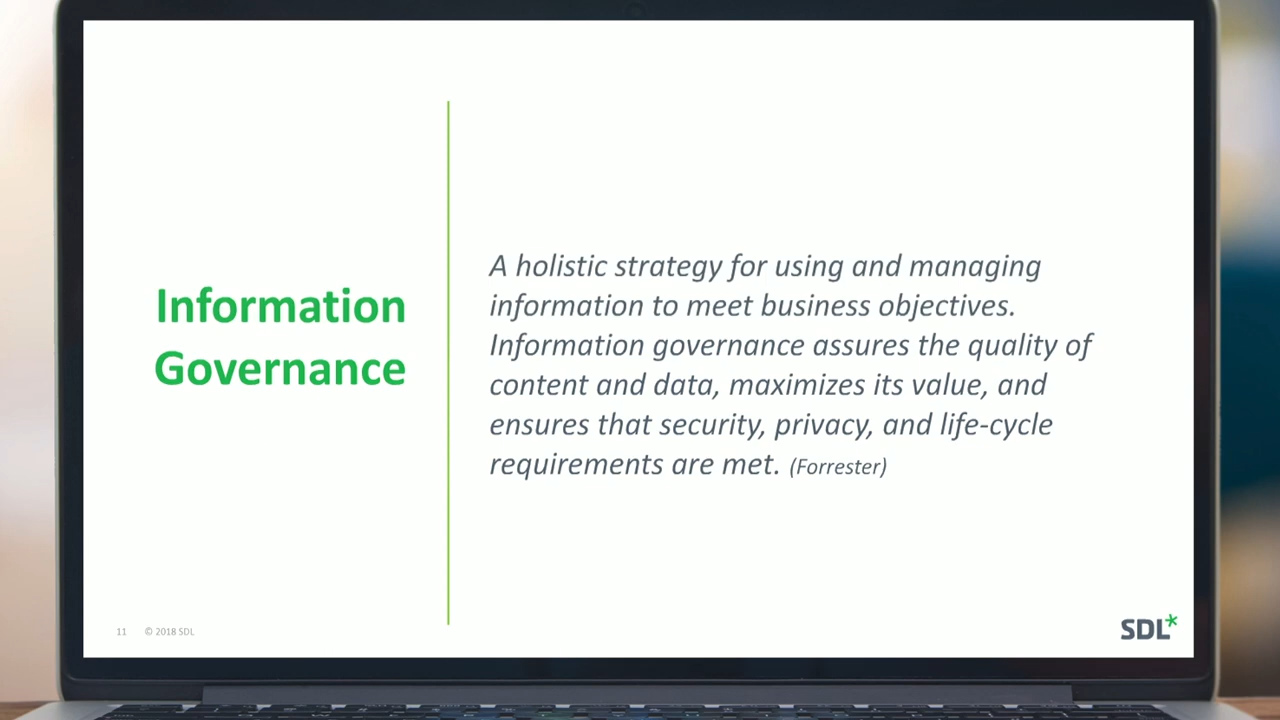 Information
Governance
A holistic strategy for using and managing
information to meet business objectives.
Information governance assures the quality of
content and data, maximizes its value, and
ensures that security, privacy, and life-cycle
requirements are met. (Forrester)
11 © 2018 SDL
SDL*